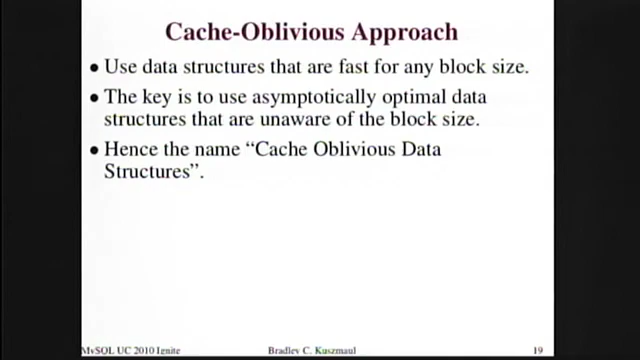 Cache-Oblivious Approach
• Use data structures that are fast for any block size.
• The key is to use asymptotically optimal data
structures that are unaware of the block size.
• Hence the name “Cache Oblivious Data
Structures”.
MySQL UC 2010 Ignite
Bradley C. Kuszmaul
19